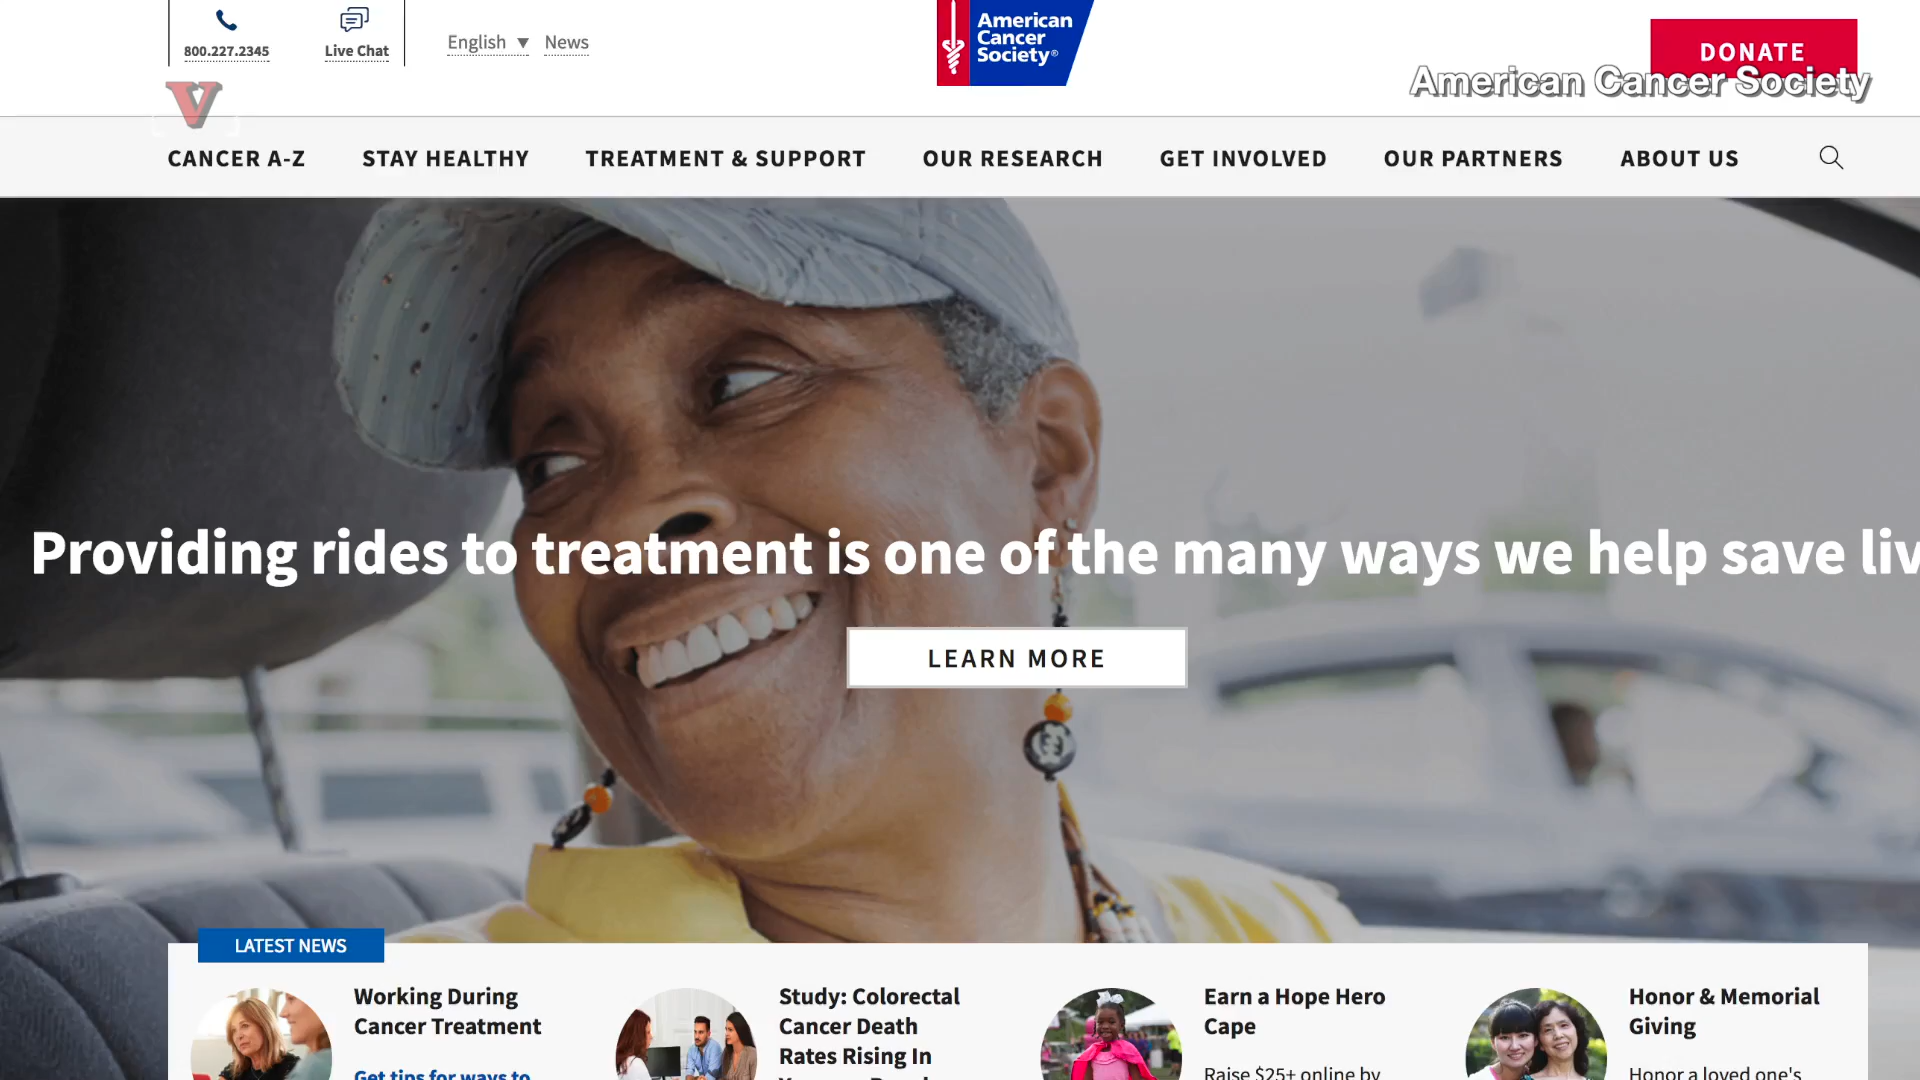 800.227.2345
Live Chat
English ▼
News
American
Cancer
Society®
DONATE
American Cancer Society
V
CANCER A-Z
STAY HEALTHY
TREATMENT & SUPPORT
OUR RESEARCH
GET INVOLVED
OUR PARTNERS
ABOUT US
Providing rides to treatment is one of the many ways we help save liv
LEARN MORE
LATEST NEWS
Working During
Cancer Treatment
Get tips for ways to
Study: Colorectal
Cancer Death
Rates Rising In
Earn a Hope Hero
Cape
Raise $25+ online by
Honor & Memorial
Giving
Honor a loved one's